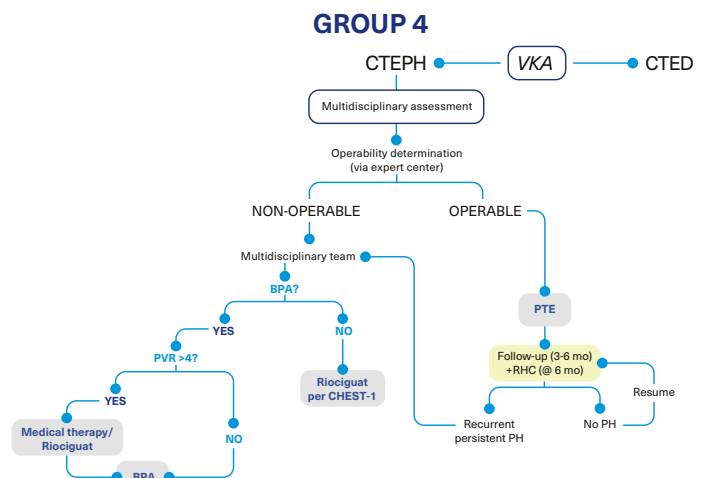 GROUP 4
CTEPH
VKA
CTED
Multidisciplinary assessment
Operability determination
(via expert center)
NON-OPERABLE
OPERABLE
Multidisciplinary team
BPA?
YES
NO
PVR >4?
YES
NO
Riociguat
per CHEST-1
Medical therapy/
Riociguat
BPA
PTE
Follow-up (3-6 mo)
+RHC (@ 6 mo)
Resume
Recurrent
persistent PH
No PH